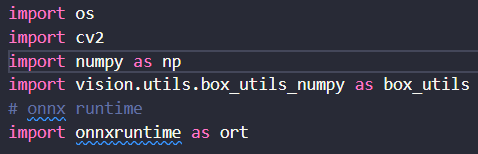 import os
import cv2
import numpy as np
import vision.utils.box_utils_numpy as box_utils
# onnx runtime
import onnxruntime as ort